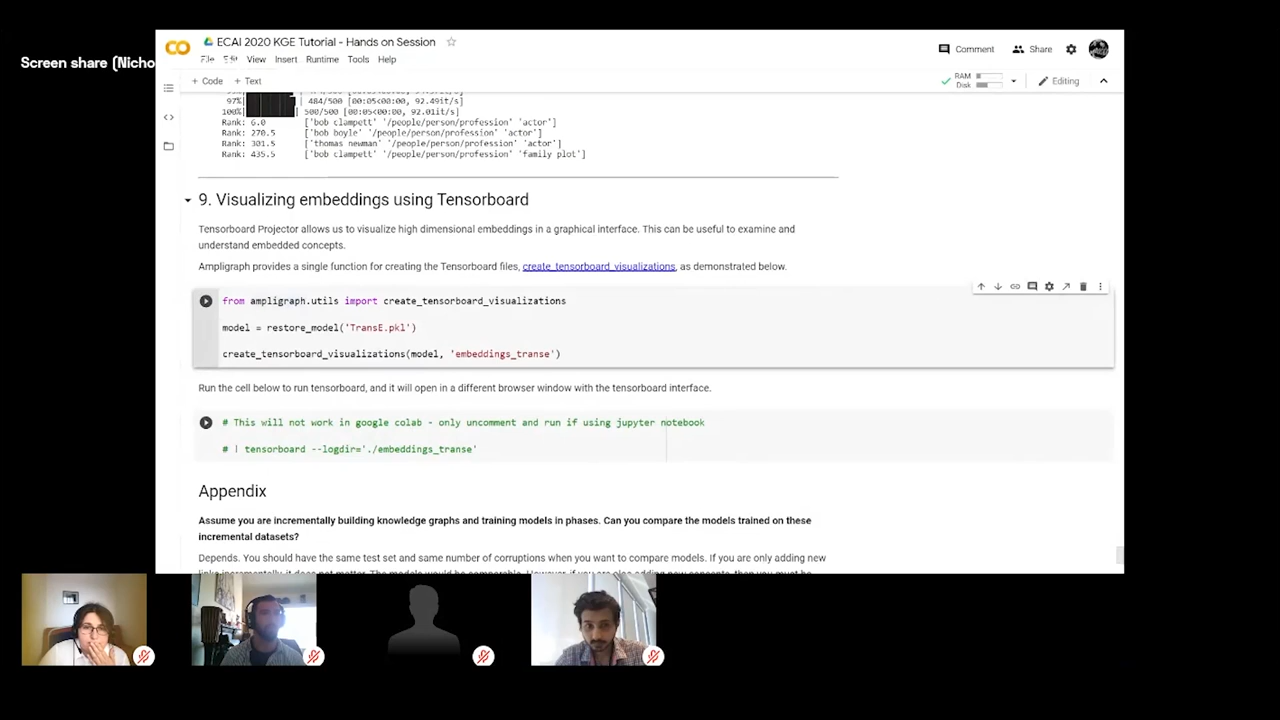 ECAI 2020 KGE Tutorial - Hands on Session
Comment
Share
Screen share (Nicho
File Edit View Insert Runtime Tools Help
+ Code + Text
RAM
Disk
Editing
97%| | 484/500 [00:05<00:00, 92.49it/s]
100%| | 500/500 [00:05<00:00, 92.01it/s]
Rank: 6.0 ['bob clampett' '/people/person/profession' 'actor']
Rank: 270.5 ['bob boyle' '/people/person/profession' 'actor']
Rank: 301.5 ['thomas newman' '/people/person/profession' 'actor']
Rank: 435.5 ['bob clampett' '/people/person/profession' 'family plot']
9. Visualizing embeddings using Tensorboard
Tensorboard Projector allows us to visualize high dimensional embeddings in a graphical interface. This can be useful to examine and
understand embedded concepts.
Ampligraph provides a single function for creating the Tensorboard files, create_tensorboard_visualizations, as demonstrated below.
from ampligraph.utils import create_tensorboard_visualizations
model = restore_model('TransE.pkl')
create_tensorboard_visualizations(model, 'embeddings_transe')
Run the cell below to run tensorboard, and it will open in a different browser window with the tensorboard interface.
# This will not work in google colab - only uncomment and run if using jupyter notebook
# ! tensorboard --logdir='./embeddings_transe'
Appendix
Assume you are incrementally building knowledge graphs and training models in phases. Can you compare the models trained on these
incremental datasets?
Depends. You should have the same test set and same number of corruptions when you want to compare models. If you are only adding new